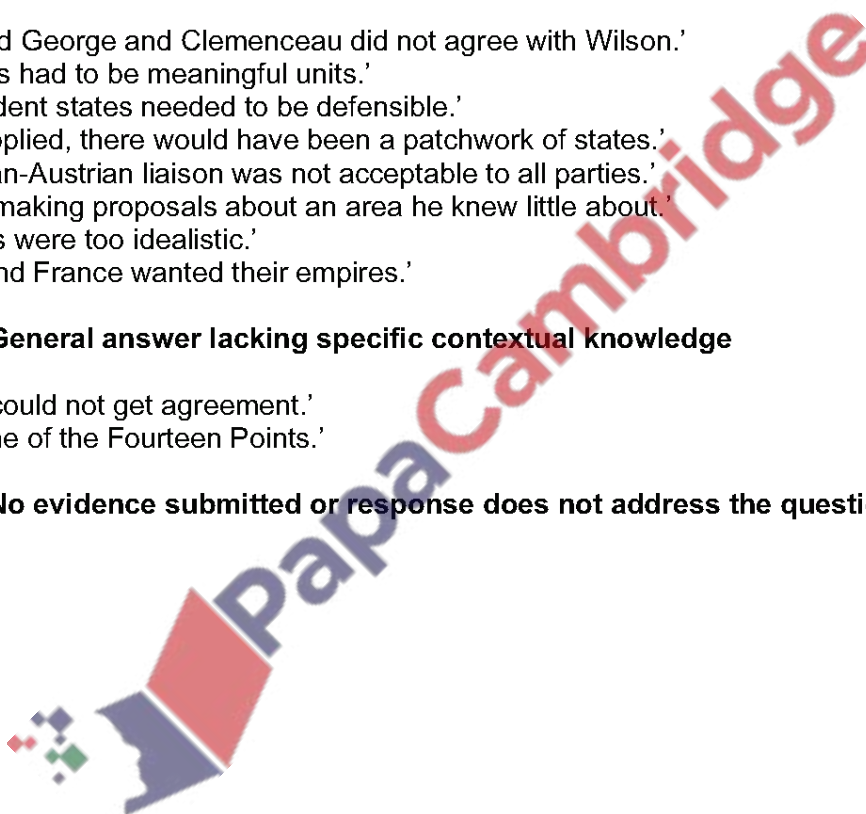 d George and Clemenceau did not agree with Wilson.’
s had to be meaningful units.’
dent states needed to be defensible.’
pplied, there would have been a patchwork of states.’
an-Austrian liaison was not acceptable to all parties.’
making proposals about an area he knew little about.’
s were too idealistic.’
nd France wanted their empires.’
General answer lacking specific contextual knowledge
could not get agreement.’
ne of the Fourteen Points.’
No evidence submitted or response does not address the questi
PapaCambridge